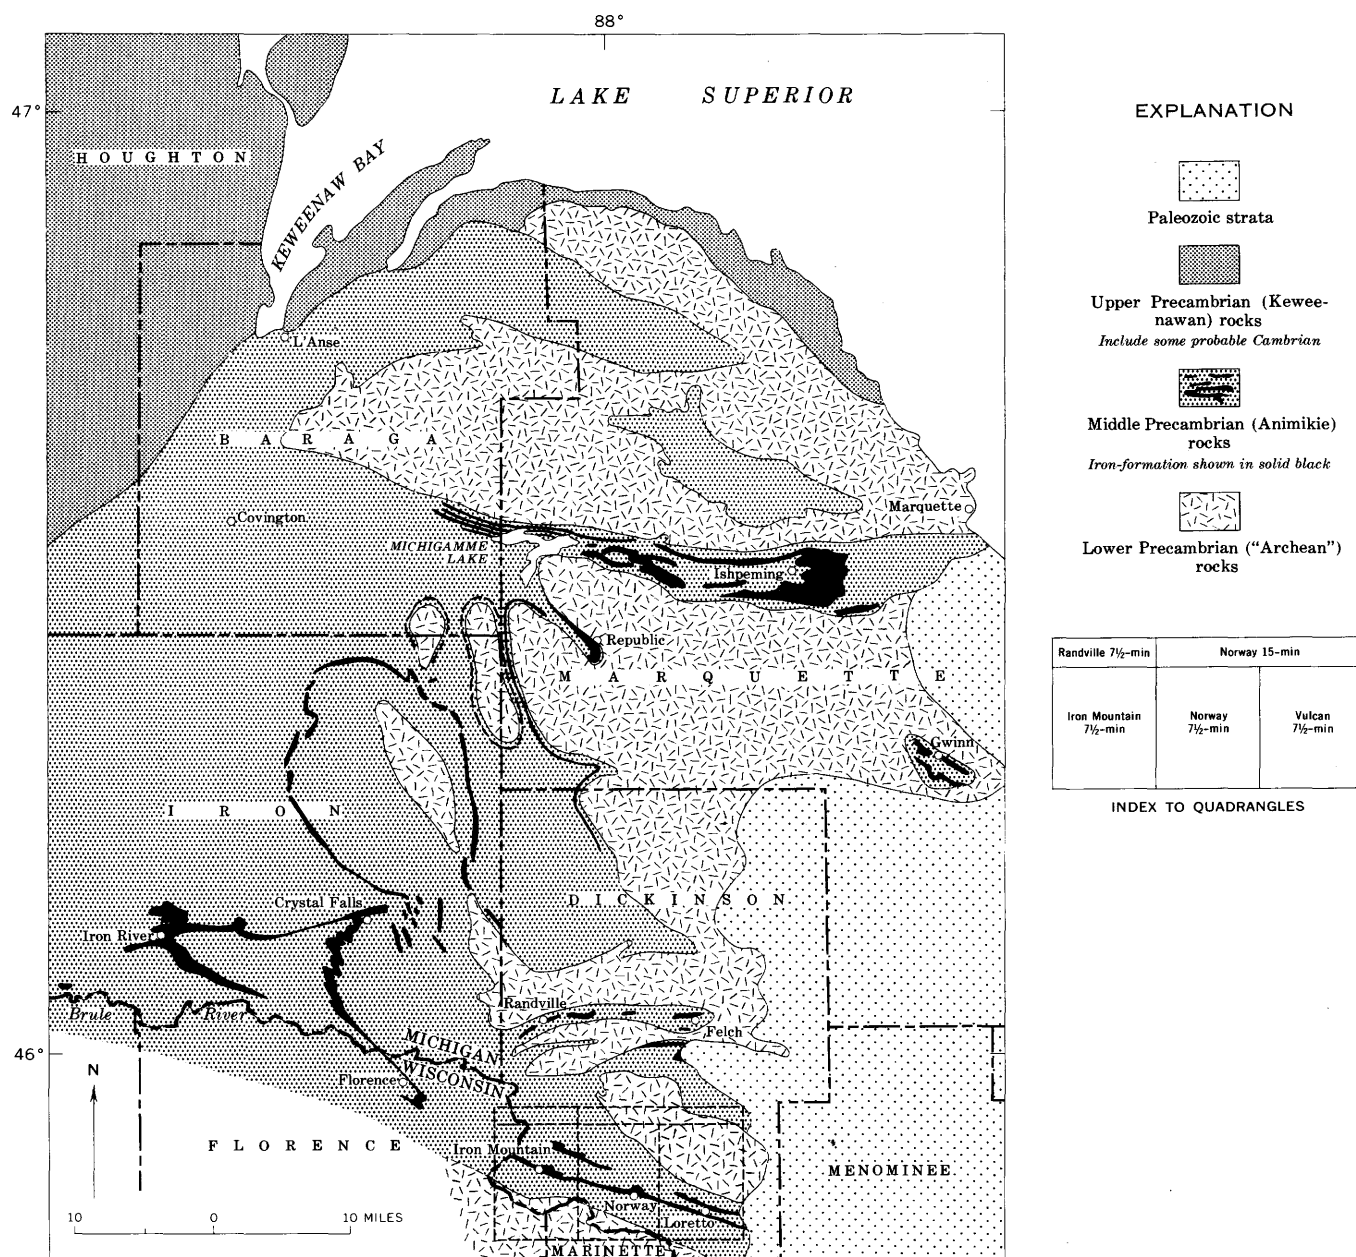 88°
47°
LAKE SUPERIOR
HOUGHTON
KEWEENAW BAY
L'Anse
BARAGA
Covington
MICHIGAMME
LAKE
Marquette
Ishpeming
Republic
MARQUETTE
Gwinn
IRON
DICKINSON
Crystal Falls
Iron River
Brule River
Randville
Felch
MICHIGAN
WISCONSIN
46°
N
Florence
FLORENCE
Iron Mountain
Norway
Loretto
MENOMINEE
MARINETTE
10 0 10 MILES
EXPLANATION
Paleozoic strata
Upper Precambrian (Kewee-
nawan) rocks
Include some probable Cambrian
Middle Precambrian (Animikie)
rocks
Iron-formation shown in solid black
Lower Precambrian (“Archean”)
rocks
Randville 7½-min Norway 15-min
Iron Mountain
7½-min
Norway
7½-min
Vulcan
7½-min
INDEX TO QUADRANGLES